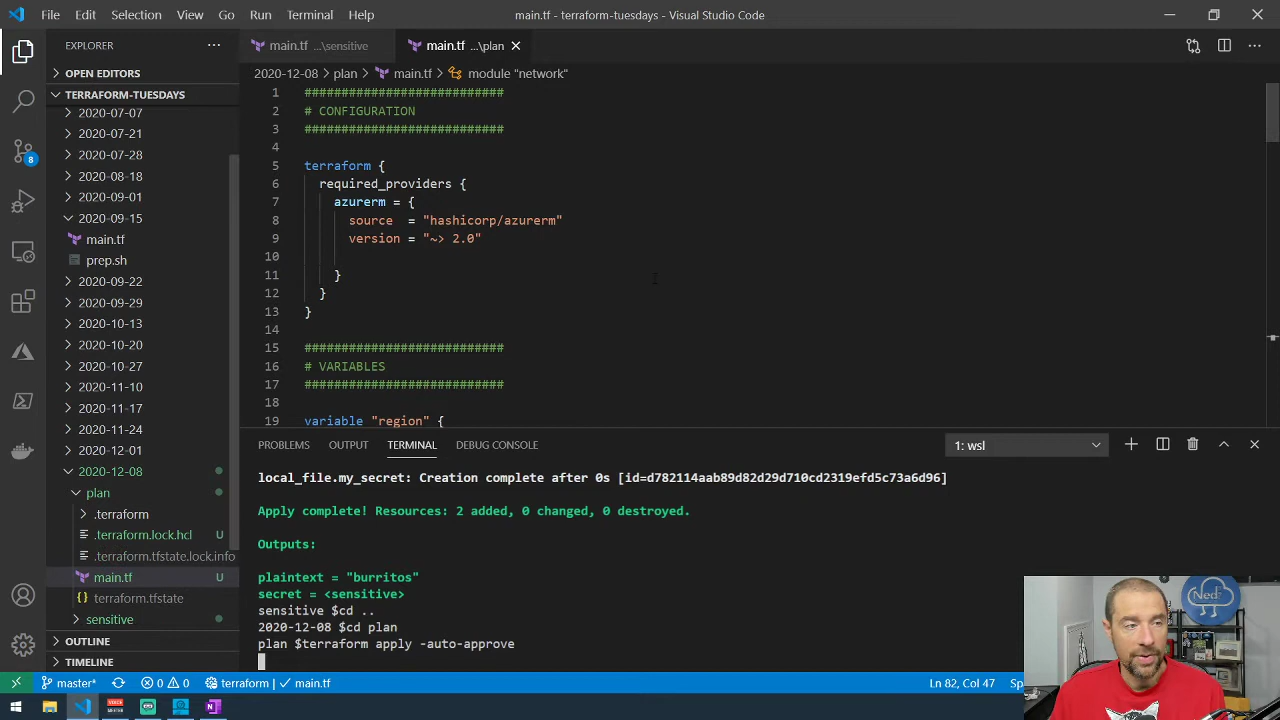 File Edit Selection View Go Run Terminal Help
main.tf - terraform-tuesdays - Visual Studio Code
EXPLORER
main.tf ...\sensitive
main.tf ...\plan
OPEN EDITORS
2020-12-08 > plan > main.tf > module "network"
TERRAFORM-TUESDAYS
2020-07-07
2020-07-21
2020-07-28
2020-08-18
2020-09-01
2020-09-15
main.tf
prep.sh
2020-09-22
2020-09-29
2020-10-13
2020-10-20
2020-10-27
2020-11-10
2020-11-17
2020-11-24
2020-12-01
2020-12-08
plan
.terraform
.terraform.lock.hcl U
.terraform.tfstate.lock.info
main.tf U
terraform.tfstate
sensitive
OUTLINE
TIMELINE
8
1 ###########################
2 # CONFIGURATION
3 ###########################
4
5 terraform {
6 required_providers {
7 azurerm = {
8 source = "hashicorp/azurerm"
9 version = "~> 2.0"
10
11 }
12 }
13 }
14
15 ###########################
16 # VARIABLES
17 ###########################
18
19 variable "region" {
PROBLEMS OUTPUT TERMINAL DEBUG CONSOLE
1: wsl
local_file.my_secret: Creation complete after 0s [id=d782114aab89d82d29d710cd2319efd5c73a6d96]
Apply complete! Resources: 2 added, 0 changed, 0 destroyed.
Outputs:
plaintext = "burritos"
secret = <sensitive>
sensitive $cd ..
2020-12-08 $cd plan
plan $terraform apply -auto-approve
Ned
master* 0 0 terraform | ✓ main.tf
Ln 82, Col 47 Sp
VOICE